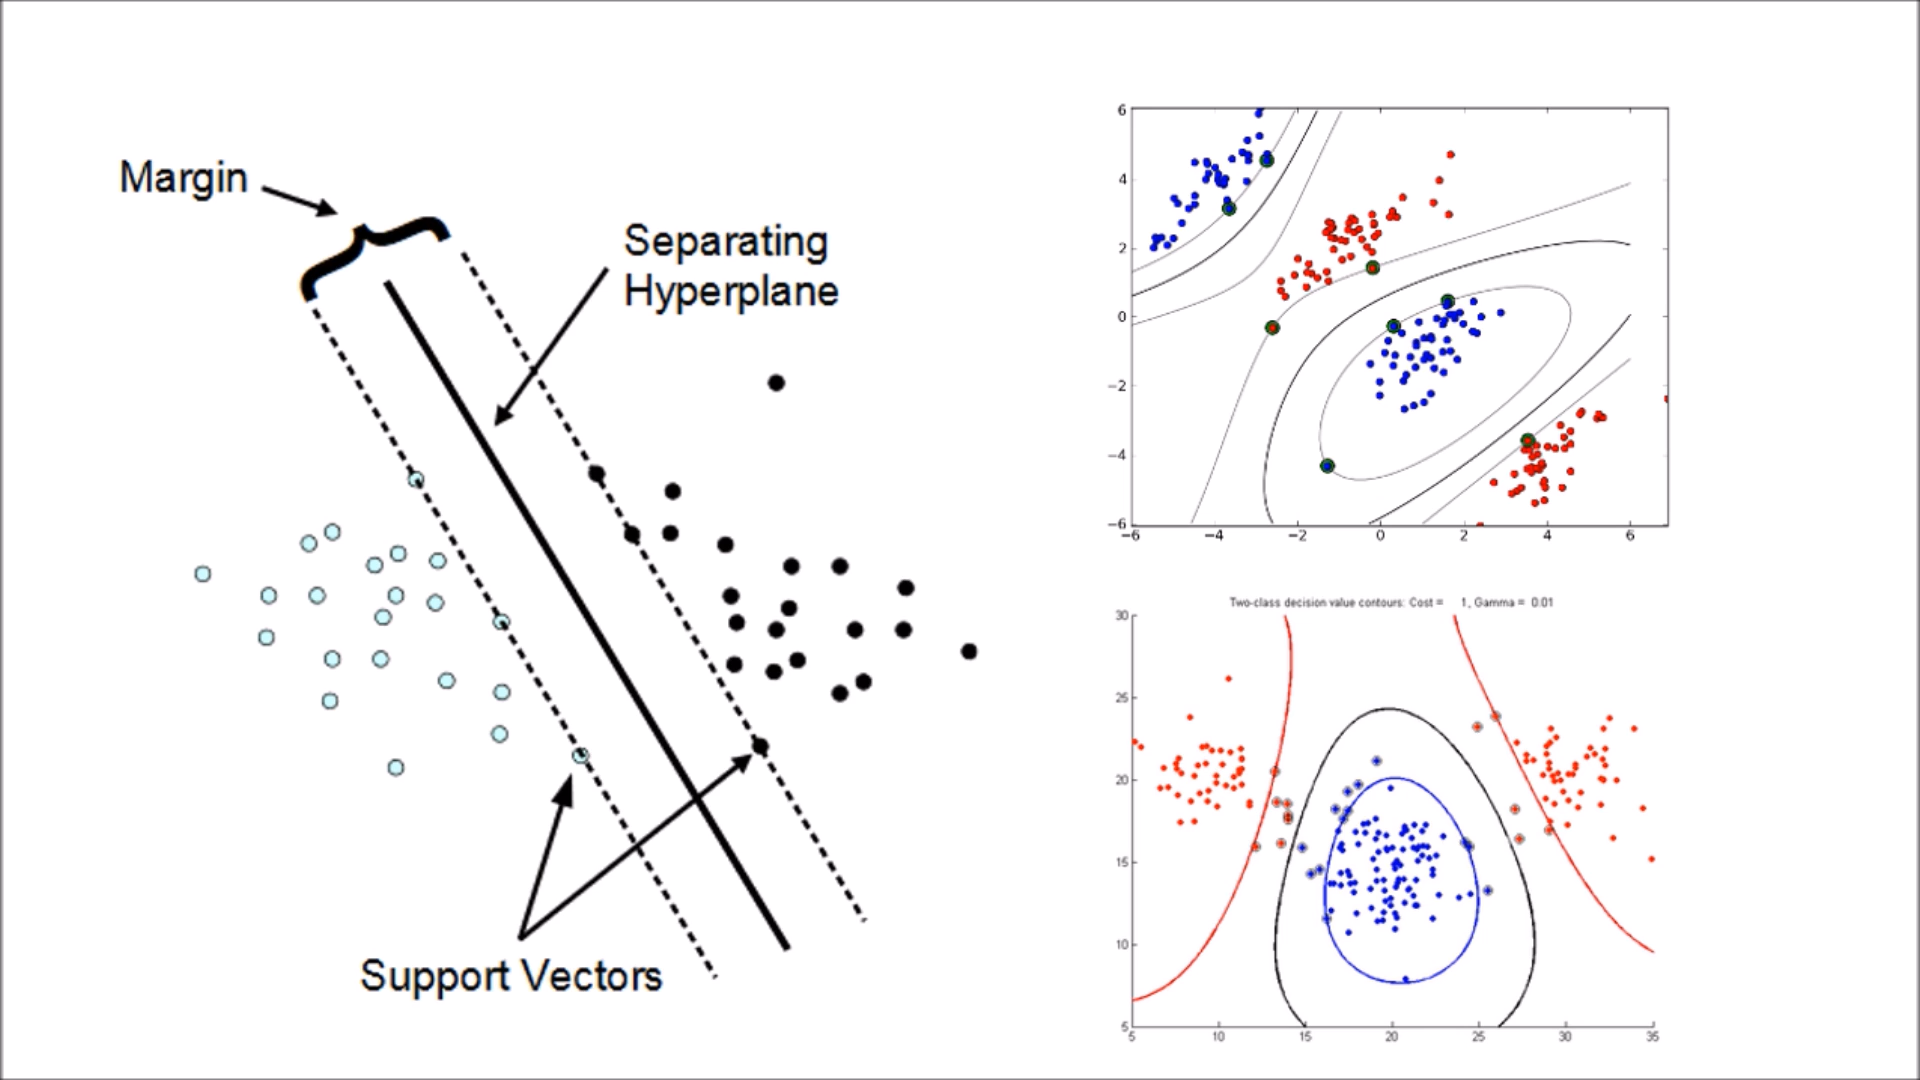 Margin
Separating
Hyperplane
Support Vectors
6
4
2
0
−2
−4
−6
−6 −4 −2 0 2 4 6
Two-class decision value contours: Cost = 1, Gamma = 0.01
30
25
20
15
10
5
5 10 15 20 25 30 35